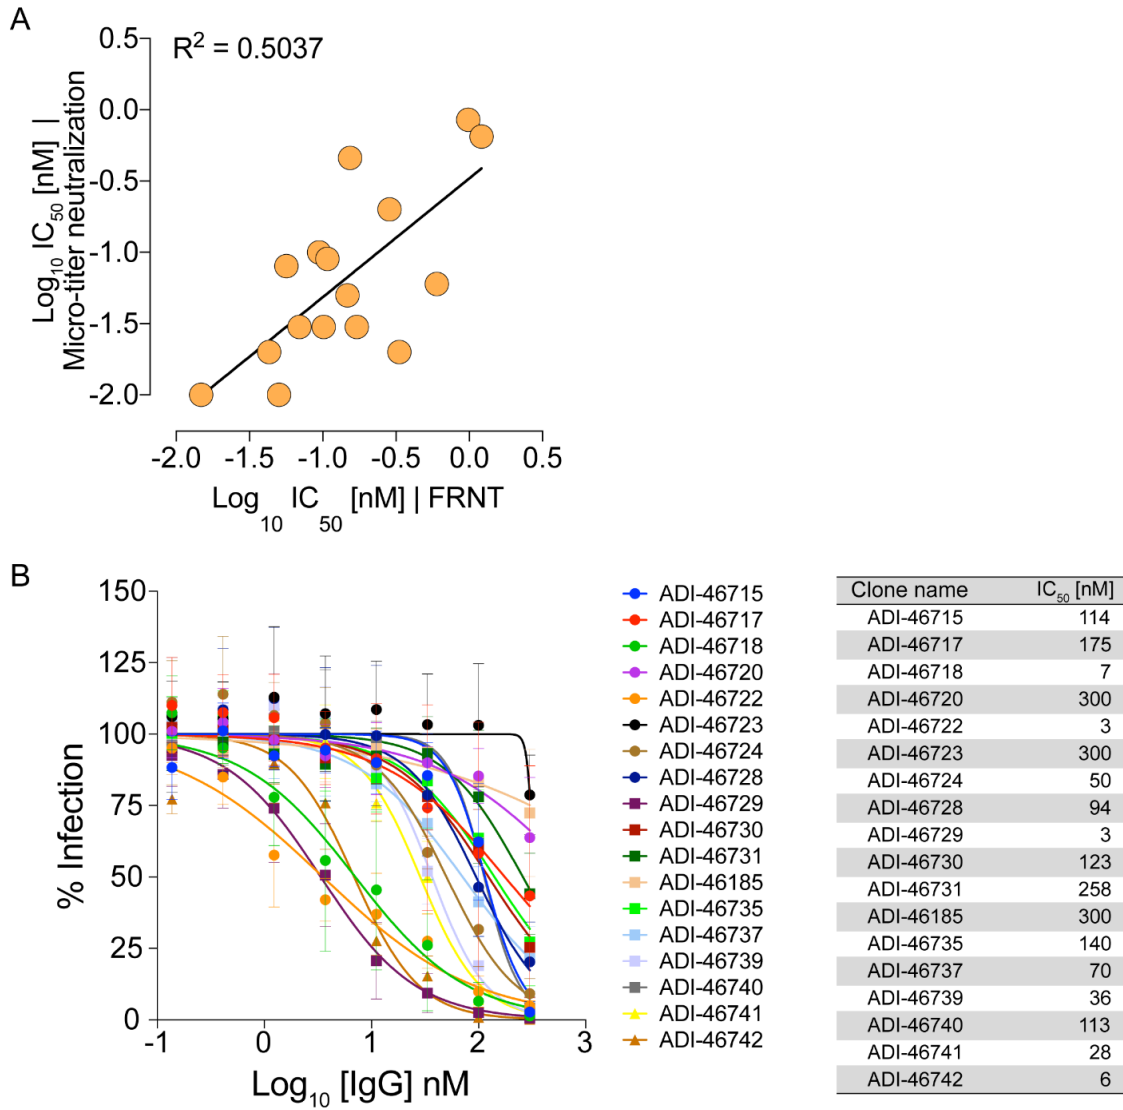 A
R² = 0.5037
Log₁₀ IC₅₀ [nM] |
Micro-titer neutralization
0.5
0.0
-0.5
-1.0
-1.5
-2.0
-2.0 -1.5 -1.0 -0.5 0.0 0.5
Log₁₀ IC₅₀ [nM] | FRNT
B
% Infection
150
125
100
75
50
25
0
-1 0 1 2 3
Log₁₀ [IgG] nM
ADI-46715
ADI-46717
ADI-46718
ADI-46720
ADI-46722
ADI-46723
ADI-46724
ADI-46728
ADI-46729
ADI-46730
ADI-46731
ADI-46185
ADI-46735
ADI-46737
ADI-46739
ADI-46740
ADI-46741
ADI-46742
Clone name IC₅₀ [nM]
ADI-46715 114
ADI-46717 175
ADI-46718 7
ADI-46720 300
ADI-46722 3
ADI-46723 300
ADI-46724 50
ADI-46728 94
ADI-46729 3
ADI-46730 123
ADI-46731 258
ADI-46185 300
ADI-46735 140
ADI-46737 70
ADI-46739 36
ADI-46740 113
ADI-46741 28
ADI-46742 6